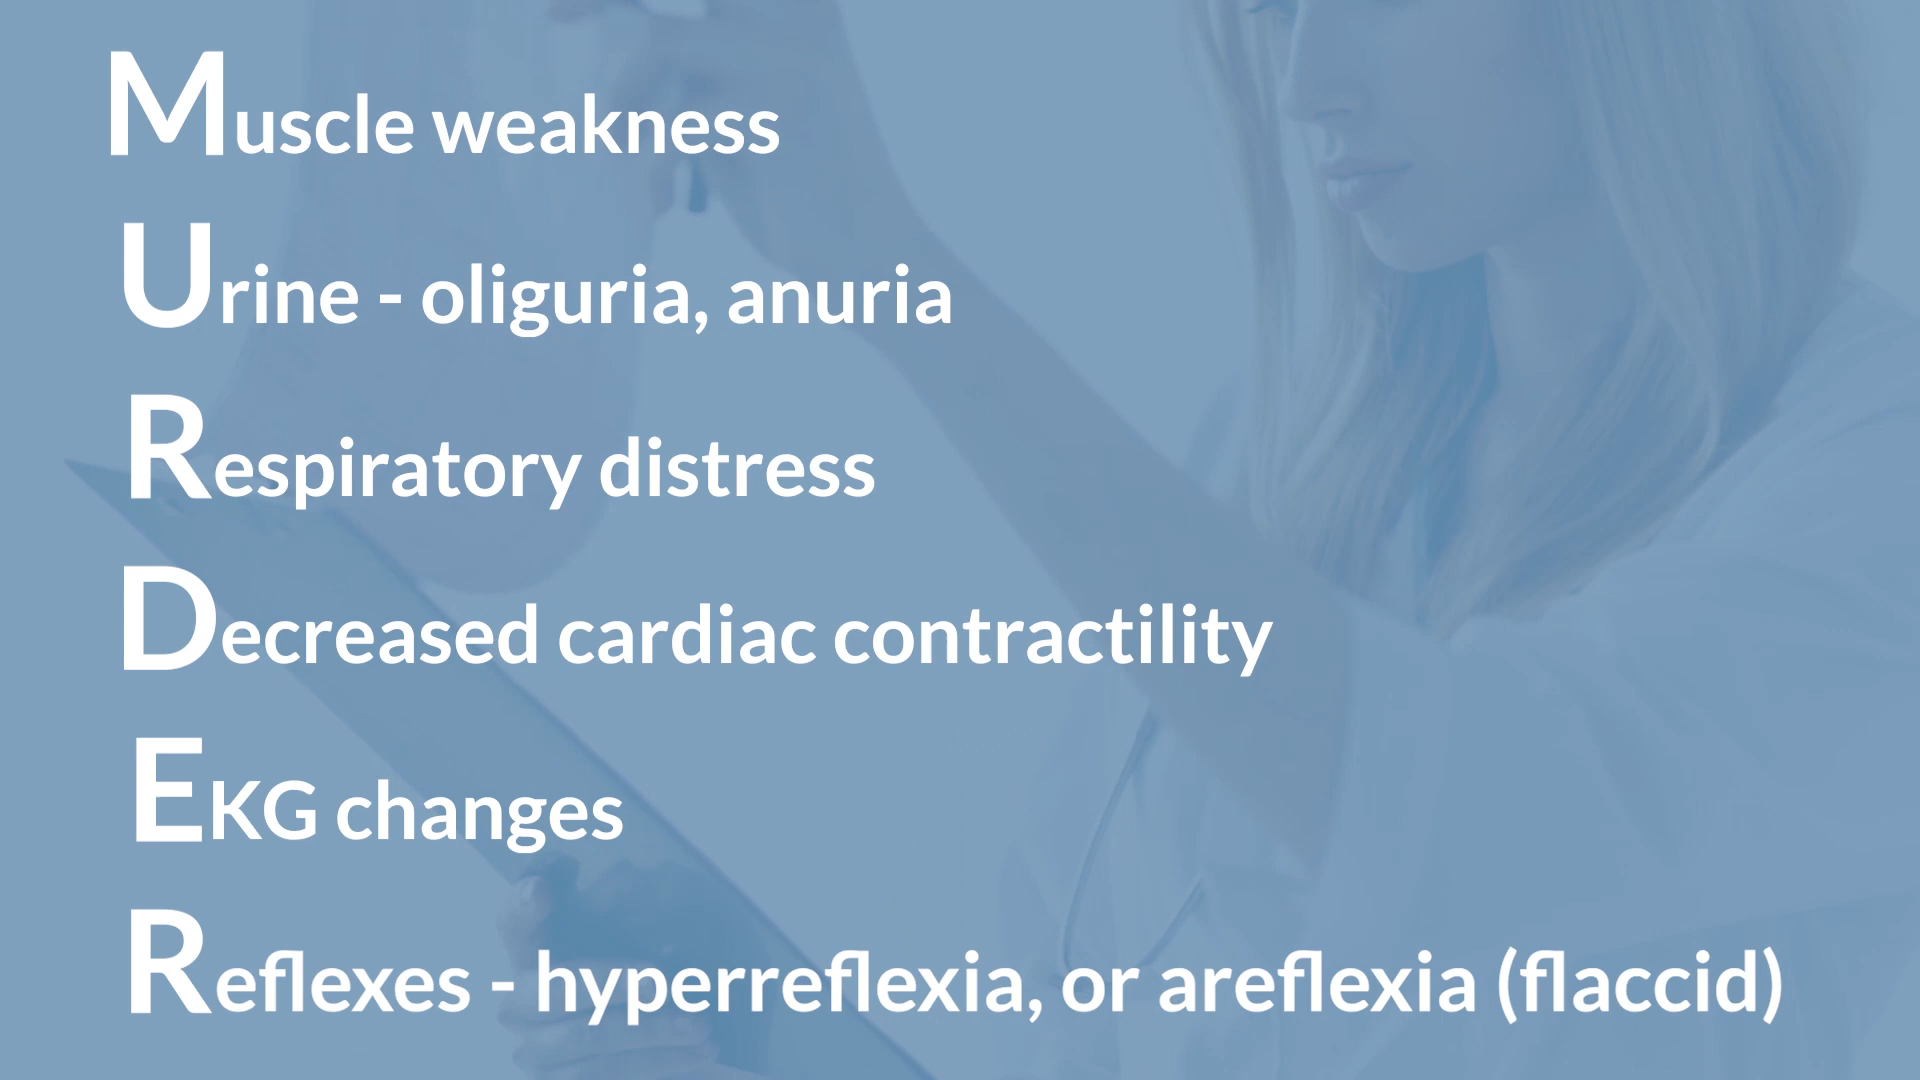 Muscle weakness
Urine - oliguria, anuria
Respiratory distress
Decreased cardiac contractility
EKG changes
Reflexes - hyperreflexia, or areflexia (flaccid)